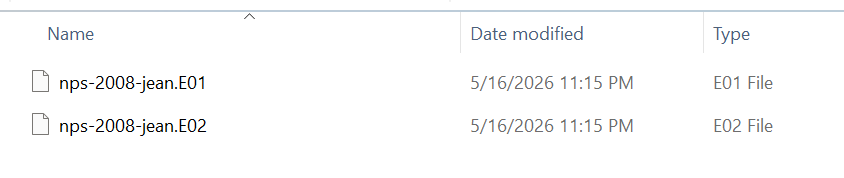 Name Date modified Type
nps-2008-jean.E01 5/16/2026 11:15 PM E01 File
nps-2008-jean.E02 5/16/2026 11:15 PM E02 File